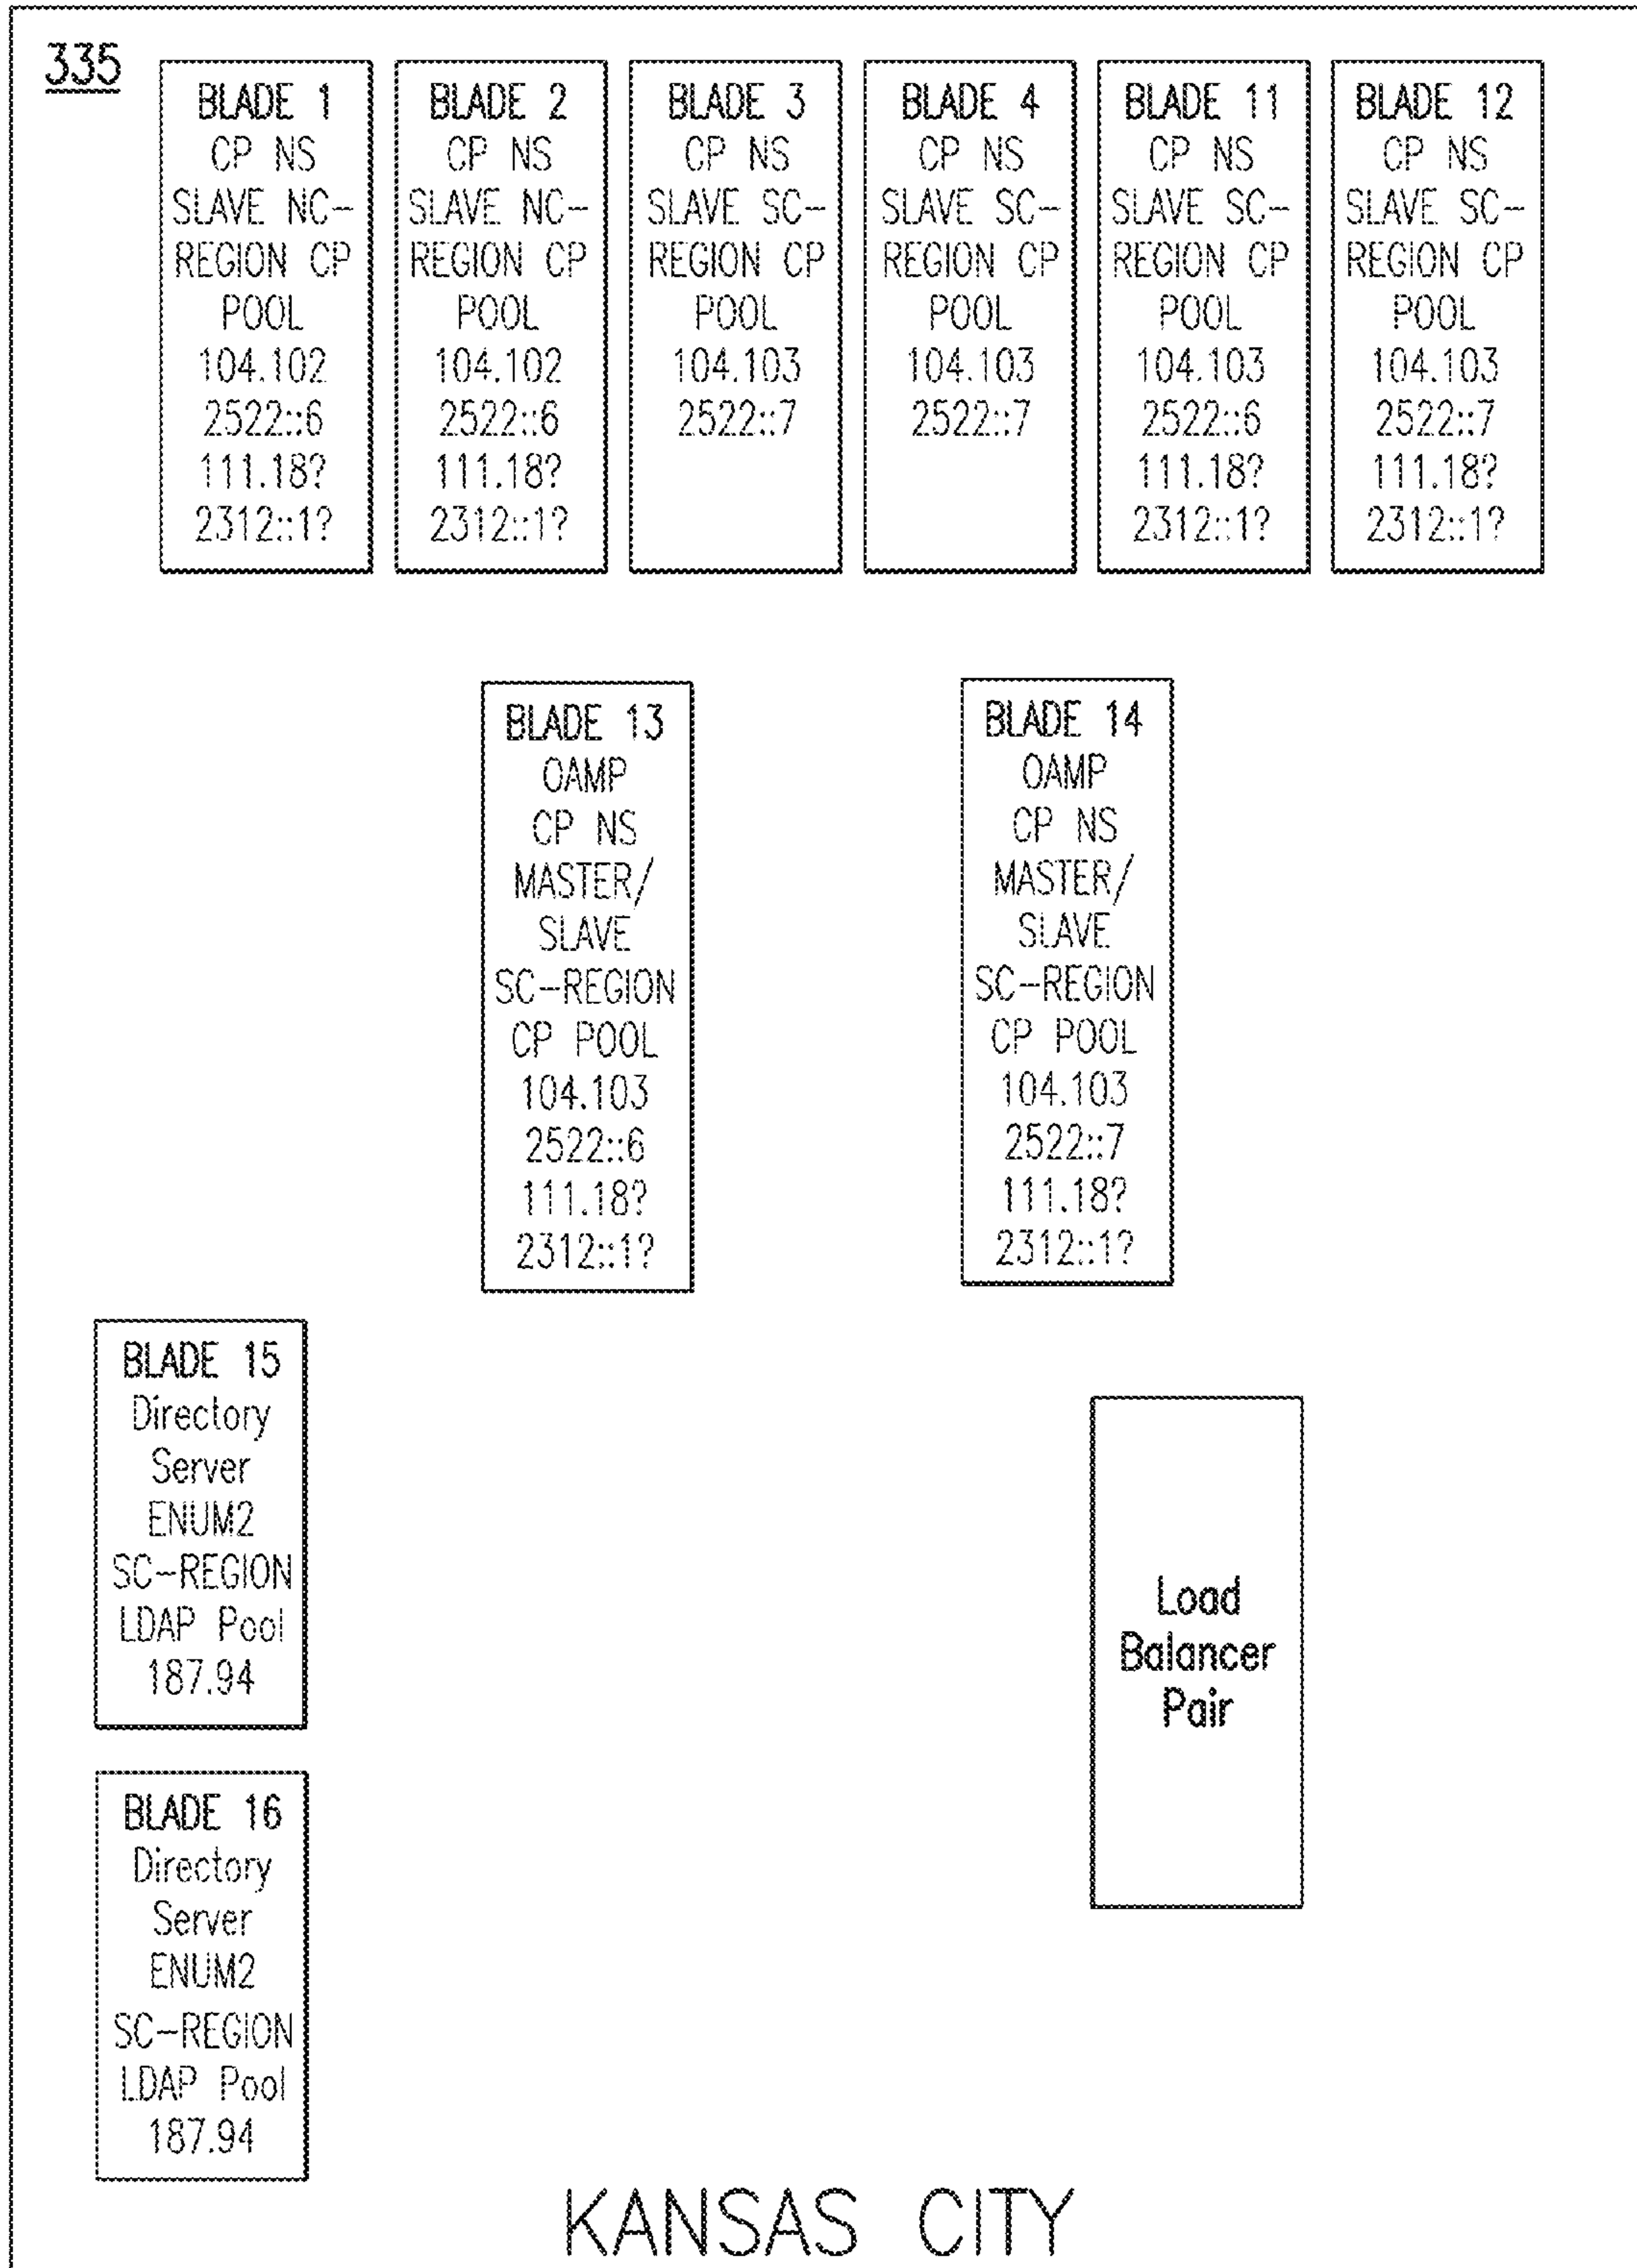 335
BLADE 1
CP NS
SLAVE NC-
REGION CP
POOL
104.102
2522::6
111.18?
2312::1?
BLADE 2
CP NS
SLAVE NC-
REGION CP
POOL
104.102
2522::6
111.18?
2312::1?
BLADE 3
CP NS
SLAVE SC-
REGION CP
POOL
104.103
2522::7
BLADE 4
CP NS
SLAVE SC-
REGION CP
POOL
104.103
2522::7
BLADE 11
CP NS
SLAVE SC-
REGION CP
POOL
104.103
2522::6
111.18?
2312::1?
BLADE 12
CP NS
SLAVE SC-
REGION CP
POOL
104.103
2522::7
111.18?
2312::1?
BLADE 13
OAMP
CP NS
MASTER/
SLAVE
SC-REGION
CP POOL
104.103
2522::6
111.18?
2312::1?
BLADE 14
OAMP
CP NS
MASTER/
SLAVE
SC-REGION
CP POOL
104.103
2522::7
111.18?
2312::1?
BLADE 15
Directory
Server
ENUM2
SC-REGION
LDAP Pool
187.94
Load
Balancer
Pair
BLADE 16
Directory
Server
ENUM2
SC-REGION
LDAP Pool
187.94
KANSAS CITY